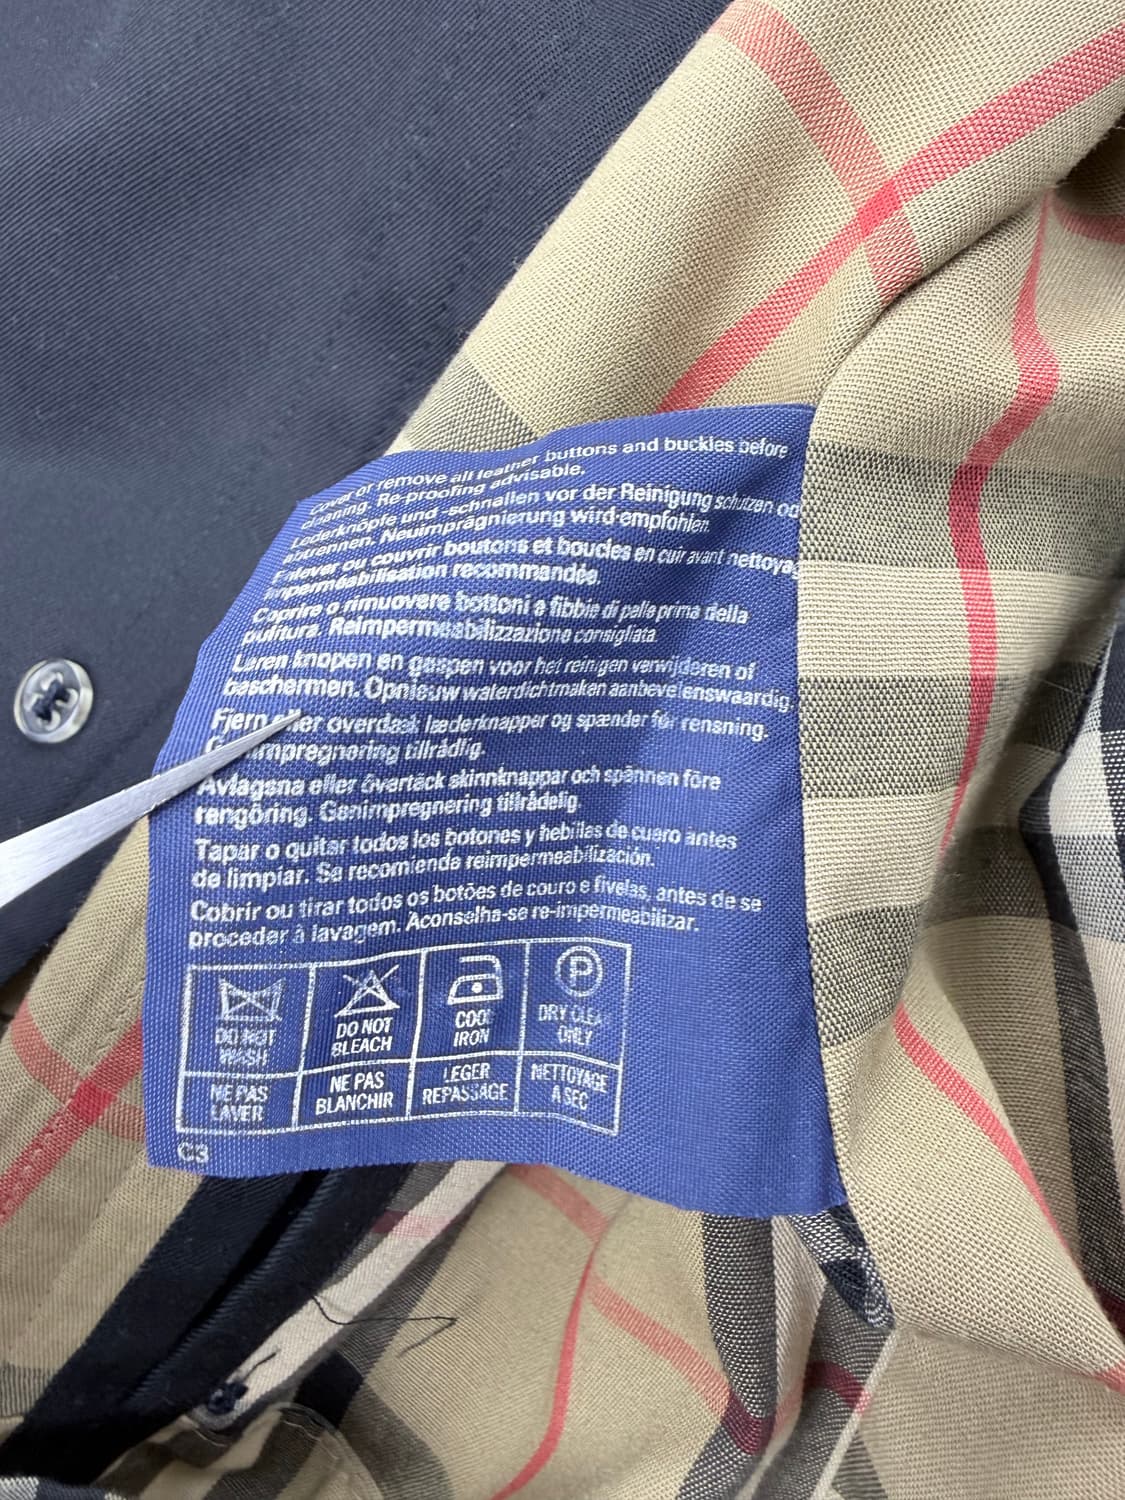 Cover or remove all leather buttons and buckles before
cleaning. Re-proofing advisable.
Lederknöpfe und -schnallen vor der Reinigung schutzen od
abtrennen. Neuimprägnierung wird empfohlen.
Enlever ou couvrir boutons et boucles en cuir avant nettoyag
imperméabilisation recommandée.
Coprire o rimuovere bottoni e fibbie di pelle prima della
pulitura. Reimpermeabilizzazione consigliata.
Leren knopen en gespen voor het reinigen verwijderen of
beschermen. Opnieuw waterdichtmaken aanbevelenswaardig.
Fjern eller overdæk læderknapper og spænder før rensning.
Genimpregnering tillrådlig.
Avlägsna eller övertäck skinnknappar och spännen före
rengöring. Genimpregnering tillrådelig.
Tapar o quitar todos los botones y hebillas de cuero antes
de limpiar. Se recomienda reimpermeabilización.
Cobrir ou tirar todos os botões de couro e fivelas, antes de se
proceder à lavagem. Aconselha-se re-impermeabilizar.
P
DO NOT WASH
DO NOT BLEACH
COOL IRON
DRY CLEAN ONLY
NE PAS LAVER
NE PAS BLANCHIR
LEGER REPASSAGE
NETTOYAGE A SEC